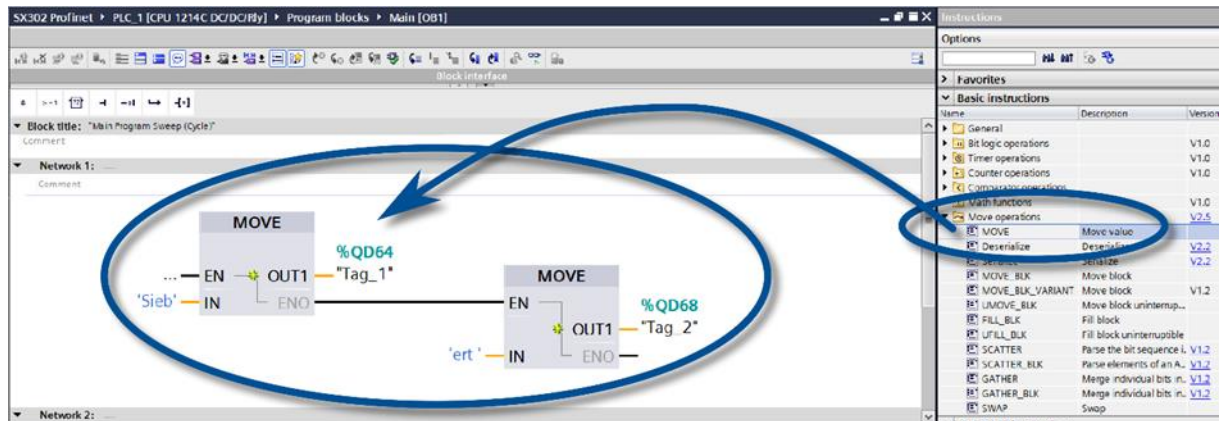 SX302 Profinet ▸ PLC_1 [CPU 1214C DC/DC/Rly] ▸ Program blocks ▸ Main [OB1]
Block interface
& >=1
Block title: "Main Program Sweep (Cycle)"
Comment
Network 1:
Comment
MOVE
%QD64
... EN OUT1 "Tag_1"
'Sieb' IN ENO
MOVE
EN
%QD68
OUT1 "Tag_2"
'ert ' IN ENO
Network 2:
Instructions
Options
Favorites
Basic instructions
Name Description Version
General
Bit logic operations V1.0
Timer operations V1.0
Counter operations V1.0
Comparator operations
Math functions V1.0
Move operations V2.5
MOVE Move value
Deserialize Deserialize V2.2
Serialize Serialize V2.2
MOVE_BLK Move block
MOVE_BLK_VARIANT Move block V1.2
UMOVE_BLK Move block uninterrup...
FILL_BLK Fill block
UFILL_BLK Fill block uninterruptible
SCATTER Parse the bit sequence i.. V1.2
SCATTER_BLK Parse elements of an A.. V1.2
GATHER Merge individual bits in.. V1.2
GATHER_BLK Merge individual bits in.. V1.2
SWAP Swap